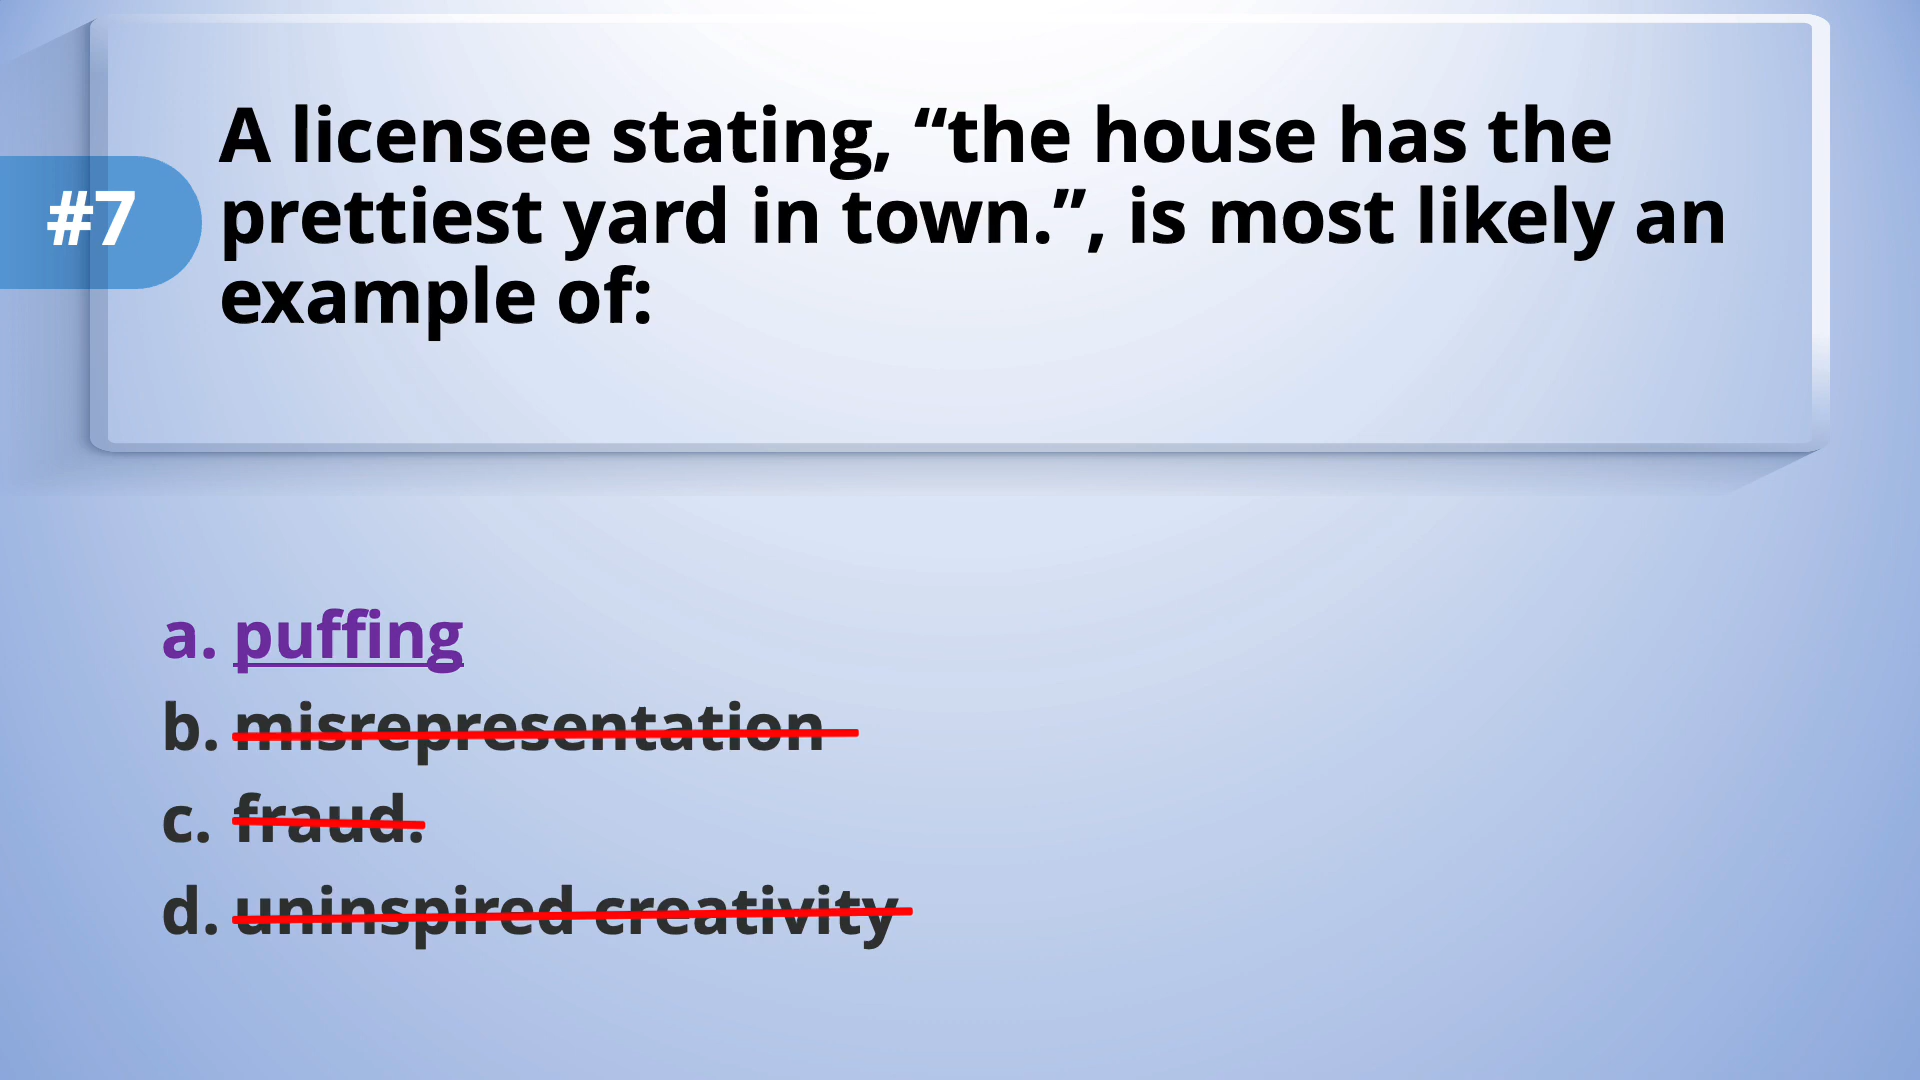 #7
A licensee stating, “the house has the
prettiest yard in town.”, is most likely an
example of:
a. puffing
b. misrepresentation
c. fraud.
d. uninspired creativity